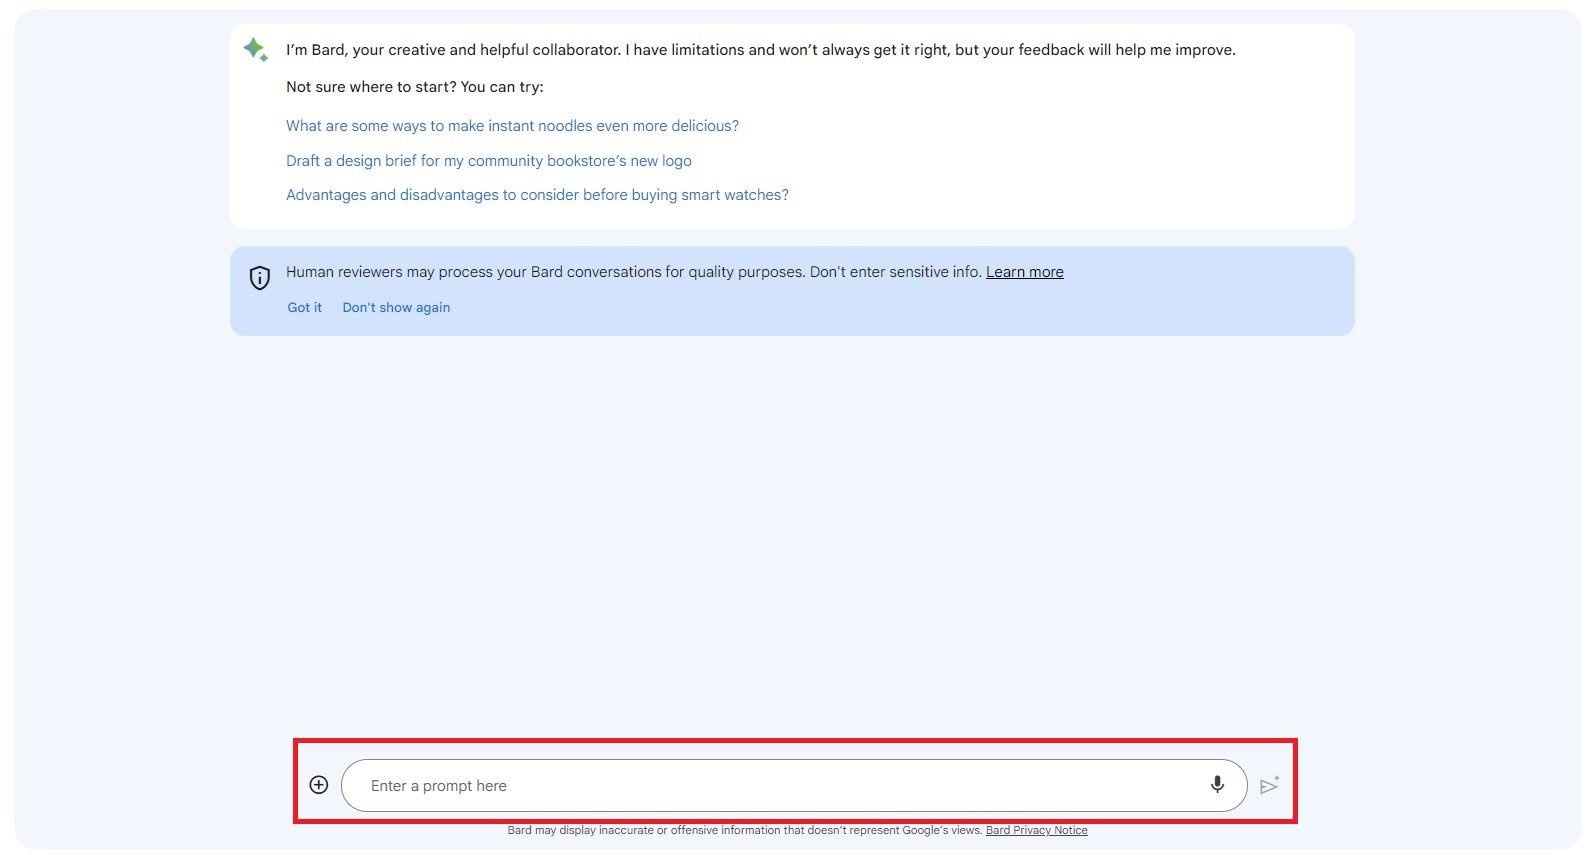 I’m Bard, your creative and helpful collaborator. I have limitations and won’t always get it right, but your feedback will help me improve.
Not sure where to start? You can try:
What are some ways to make instant noodles even more delicious?
Draft a design brief for my community bookstore’s new logo
Advantages and disadvantages to consider before buying smart watches?
Human reviewers may process your Bard conversations for quality purposes. Don't enter sensitive info. Learn more
Got it Don't show again
Enter a prompt here
Bard may display inaccurate or offensive information that doesn’t represent Google’s views. Bard Privacy Notice